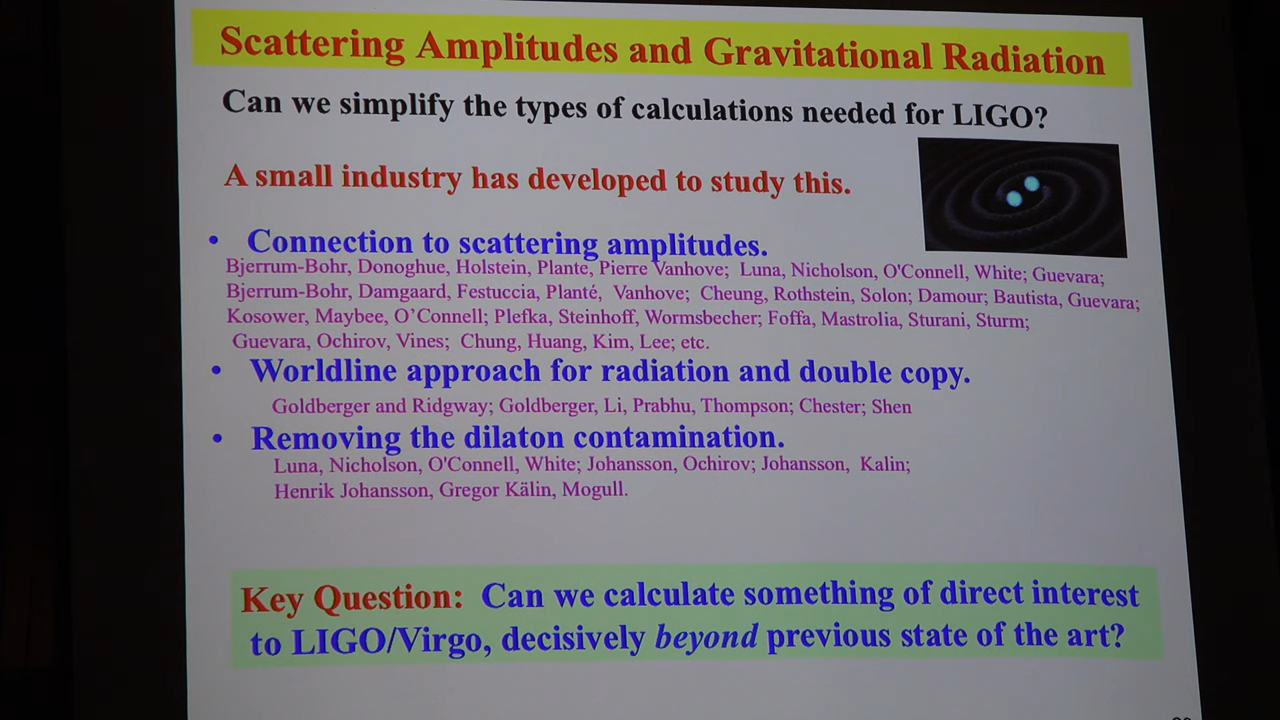 Scattering Amplitudes and Gravitational Radiation
Can we simplify the types of calculations needed for LIGO?
A small industry has developed to study this.
• Connection to scattering amplitudes.
Bjerrum-Bohr, Donoghue, Holstein, Plante, Pierre Vanhove; Luna, Nicholson, O'Connell, White; Guevara;
Bjerrum-Bohr, Damgaard, Festuccia, Planté, Vanhove; Cheung, Rothstein, Solon; Damour; Bautista, Guevara;
Kosower, Maybee, O’Connell; Plefka, Steinhoff, Wormsbecher; Foffa, Mastrolia, Sturani, Sturm;
Guevara, Ochirov, Vines; Chung, Huang, Kim, Lee; etc.
• Worldline approach for radiation and double copy.
Goldberger and Ridgway; Goldberger, Li, Prabhu, Thompson; Chester; Shen
• Removing the dilaton contamination.
Luna, Nicholson, O'Connell, White; Johansson, Ochirov; Johansson, Kalin;
Henrik Johansson, Gregor Kälin, Mogull.
Key Question: Can we calculate something of direct interest
to LIGO/Virgo, decisively beyond previous state of the art?